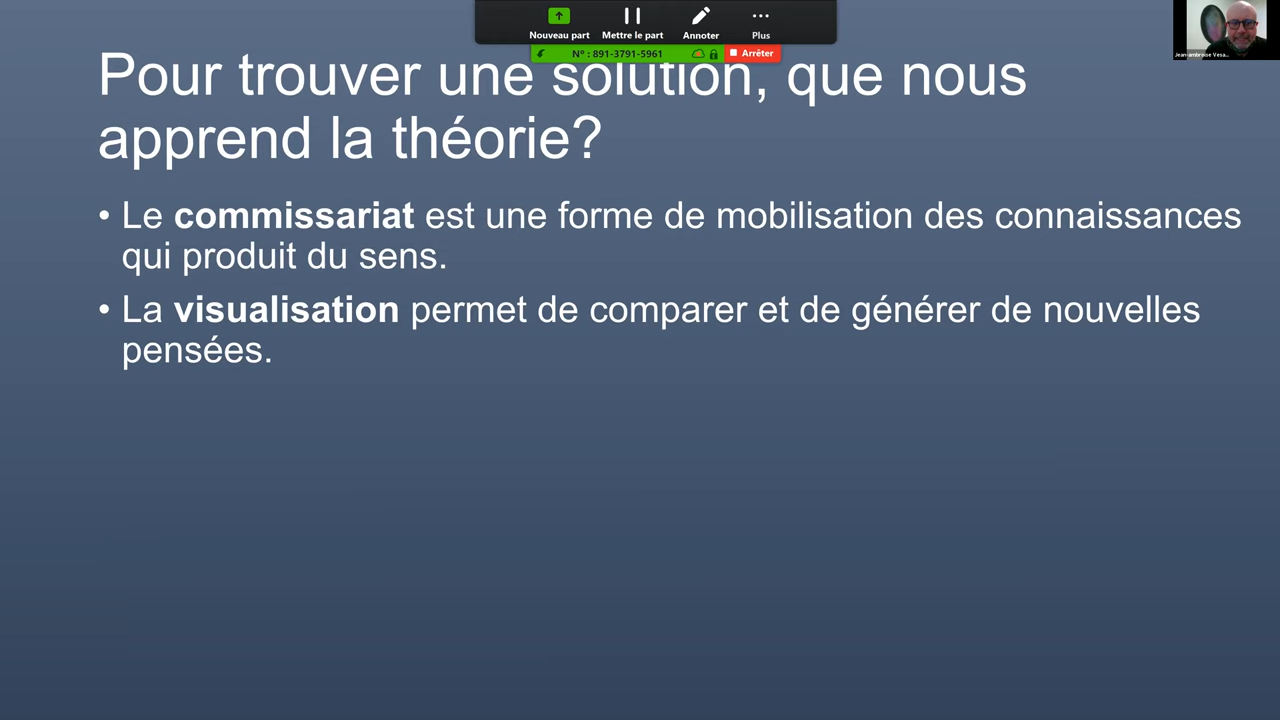 Nouveau part Mettre le part Annoter Plus
N° : 891-3791-5961 Arrêter
Pour trouver une solution, que nous
apprend la théorie?
• Le commissariat est une forme de mobilisation des connaissances
qui produit du sens.
• La visualisation permet de comparer et de générer de nouvelles
pensées.